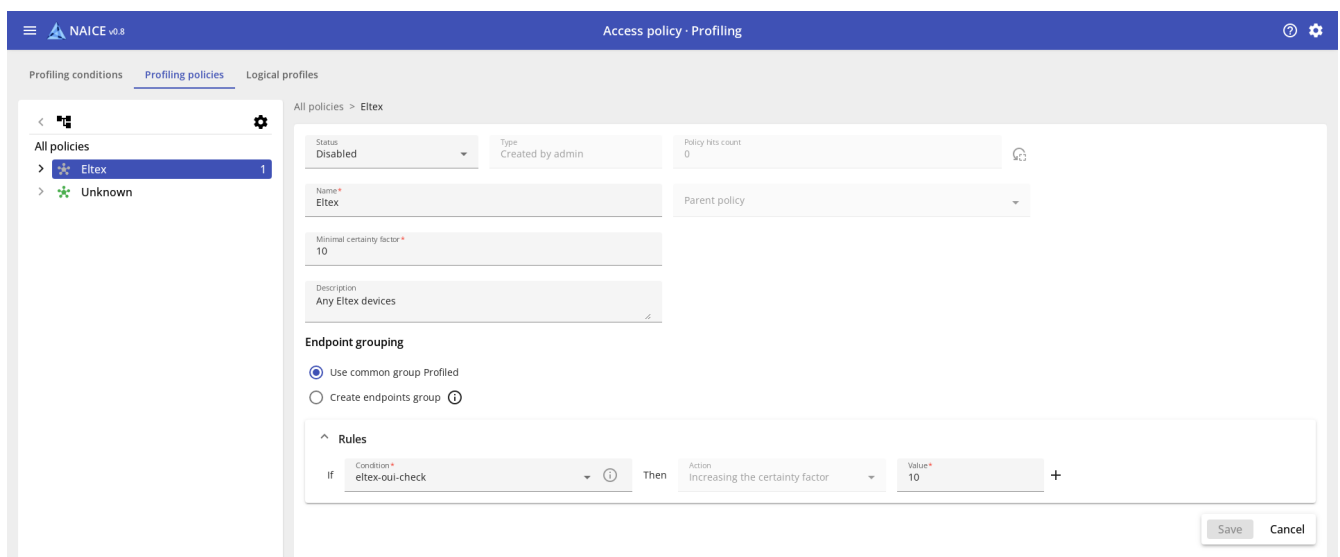 NAICE v0.8
Access policy · Profiling
Profiling conditions Profiling policies Logical profiles
All policies
Eltex 1
Unknown
All policies > Eltex
Status
Disabled
Type
Created by admin
Policy hits count
0
Name*
Eltex
Parent policy
Minimal certainty factor*
10
Description
Any Eltex devices
Endpoint grouping
Use common group Profiled
Create endpoints group
Rules
If
Condition*
eltex-oui-check
Then
Action
Increasing the certainty factor
Value*
10
Save Cancel